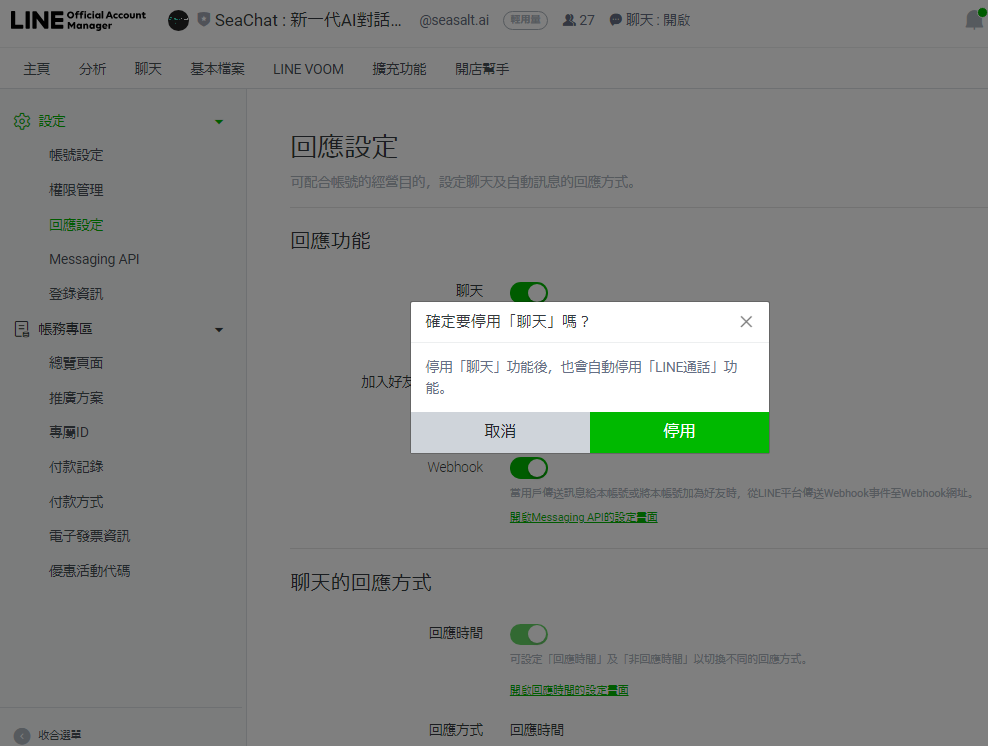 LINE Official Account Manager
SeaChat : 新一代AI對話... @seasalt.ai 輕用量 27 聊天 : 開啟
主頁 分析 聊天 基本檔案 LINE VOOM 擴充功能 開店幫手
設定
帳號設定
權限管理
回應設定
Messaging API
登錄資訊
帳務專區
總覽頁面
推廣方案
專屬ID
付款記錄
付款方式
電子發票資訊
優惠活動代碼
收合選單
回應設定
可配合帳號的經營目的，設定聊天及自動訊息的回應方式。
回應功能
聊天
加入好友
確定要停用「聊天」嗎？
停用「聊天」功能後，也會自動停用「LINE通話」功
能。
取消 停用
Webhook
當用戶傳送訊息給本帳號或將本帳號加為好友時，從LINE平台傳送Webhook事件至Webhook網址。
開啟Messaging API的設定畫面
聊天的回應方式
回應時間
可設定「回應時間」及「非回應時間」以切換不同的回應方式。
開啟回應時間的設定畫面
回應方式 回應時間